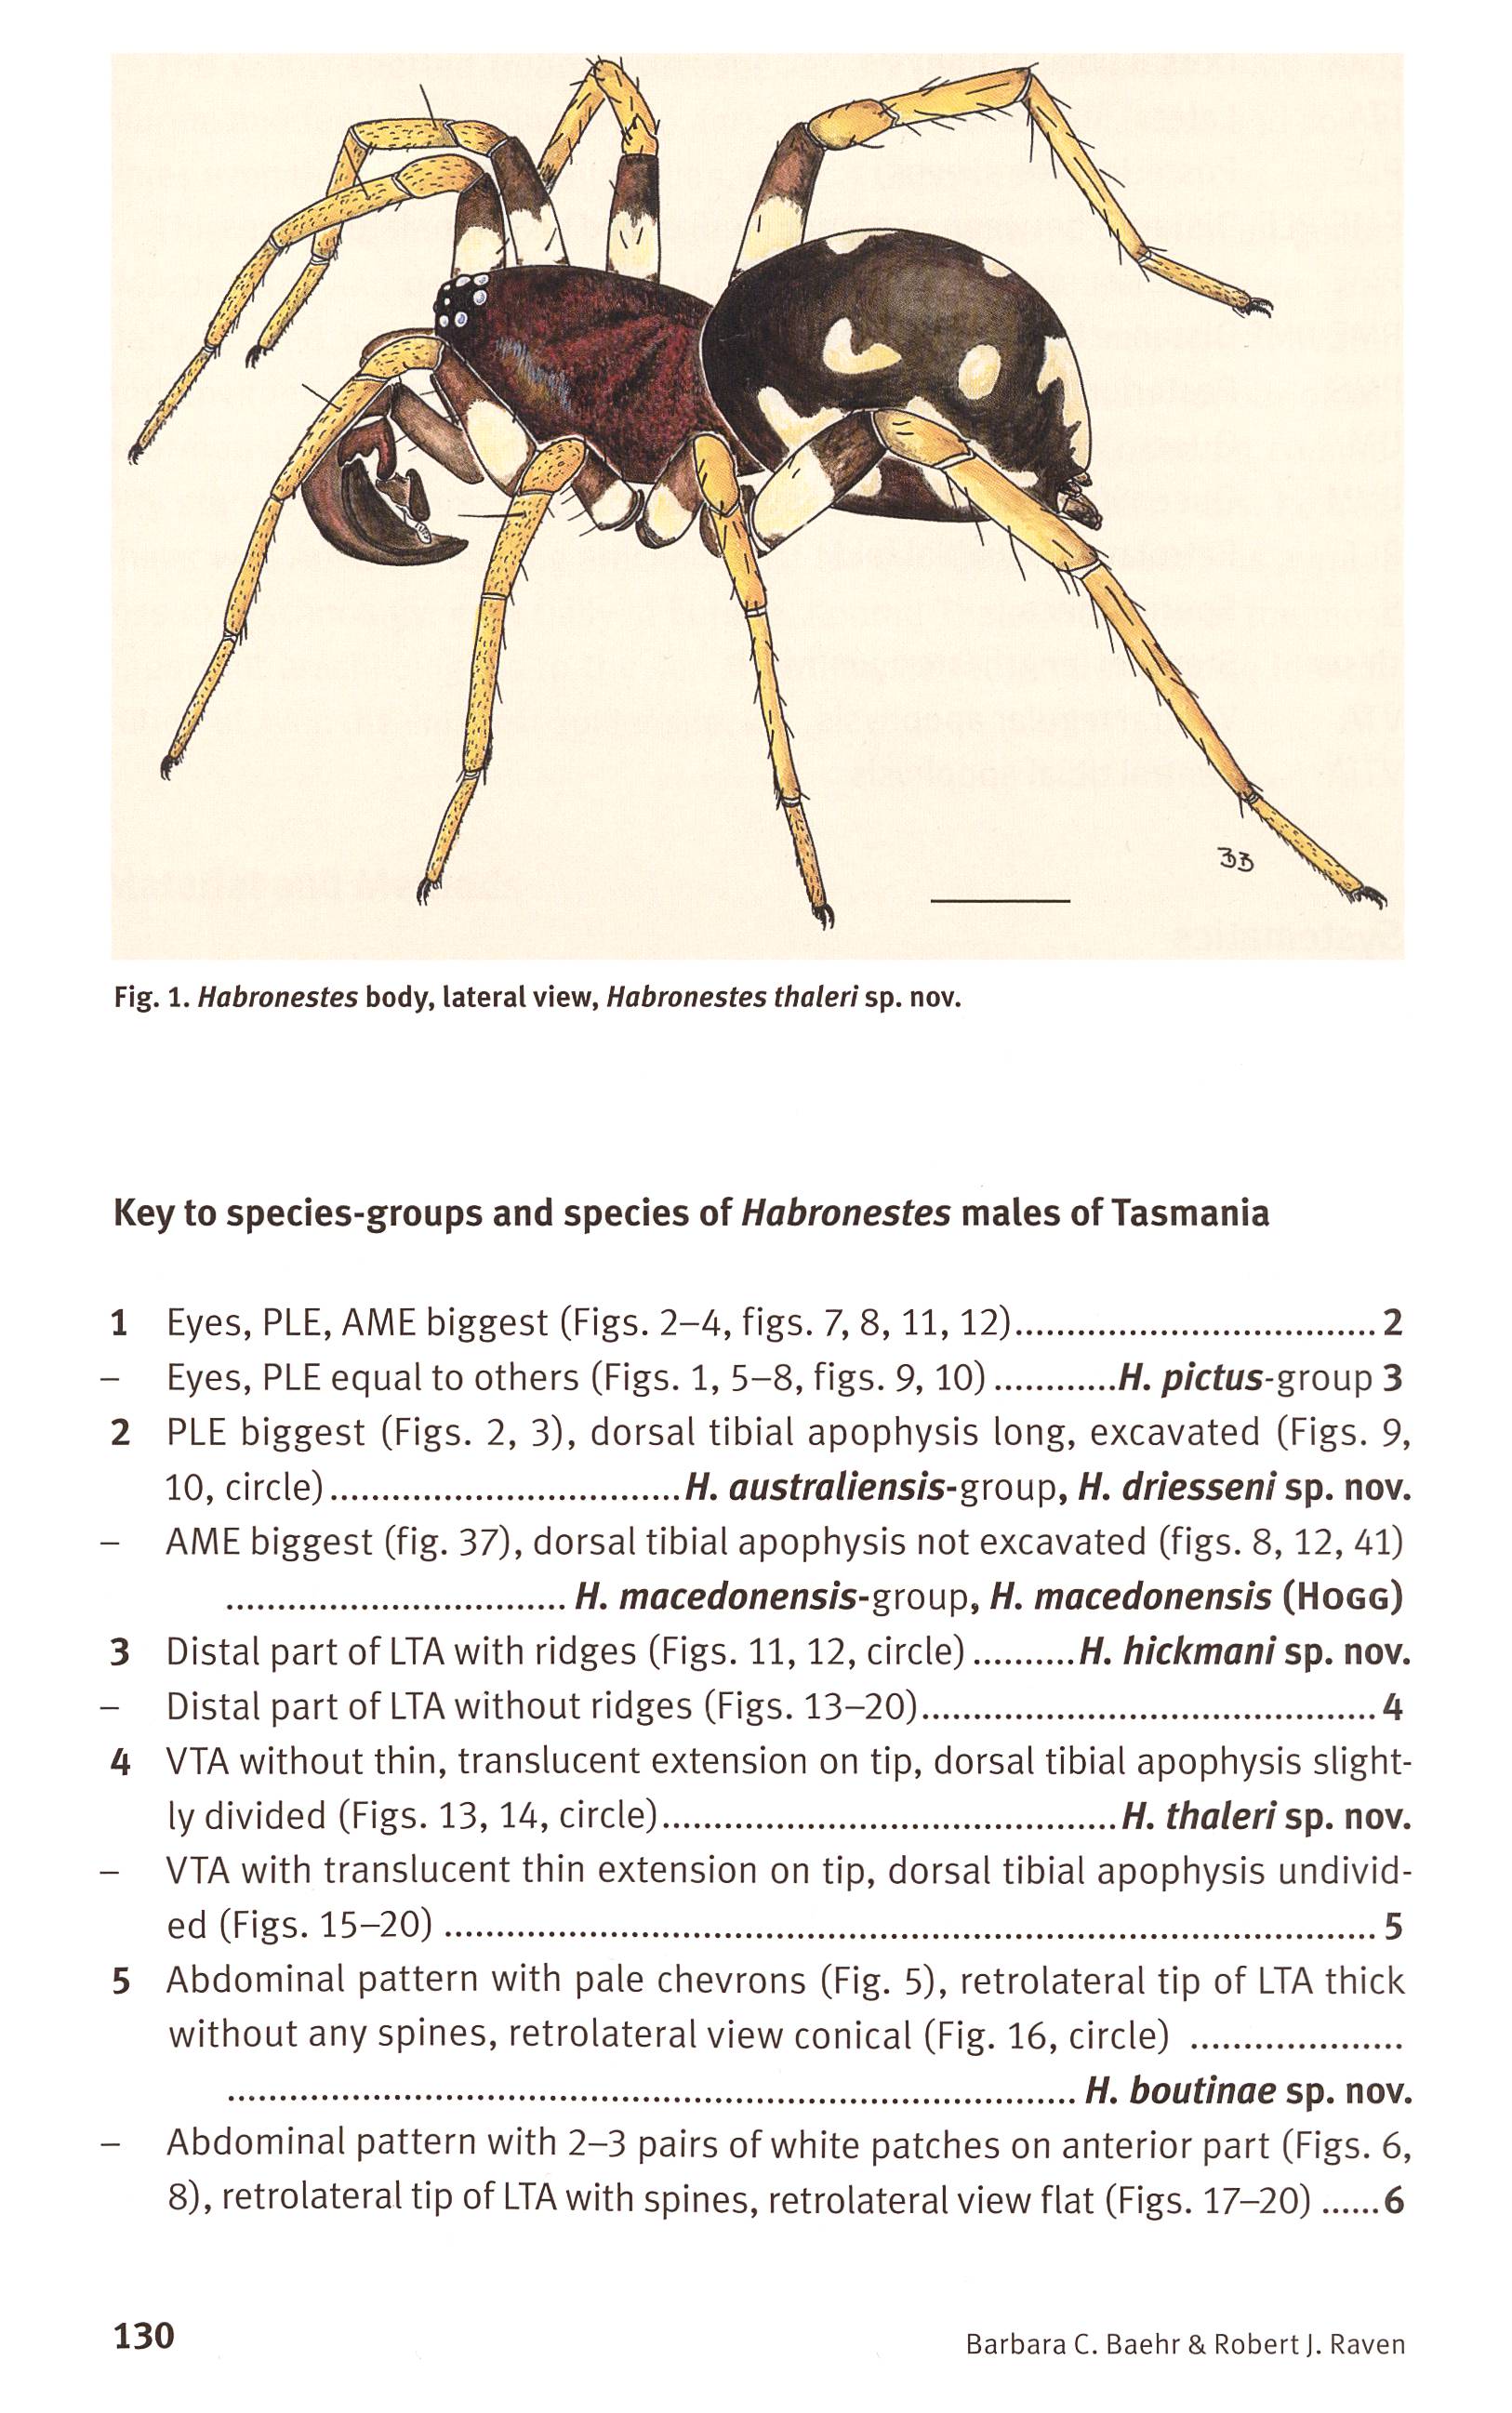 BB
Fig. 1. Habronestes body, lateral view, Habronestes thaleri sp. nov.
Key to species-groups and species of Habronestes males of Tasmania
1 Eyes, PLE, AME biggest (Figs. 2–4, figs. 7, 8, 11, 12)................................... 2
– Eyes, PLE equal to others (Figs. 1, 5–8, figs. 9, 10) ............H. pictus-group 3
2 PLE biggest (Figs. 2, 3), dorsal tibial apophysis long, excavated (Figs. 9,
10, circle)..................................H. australiensis-group, H. driesseni sp. nov.
– AME biggest (fig. 37), dorsal tibial apophysis not excavated (figs. 8, 12, 41)
................................. H. macedonensis-group, H. macedonensis (HOGG)
3 Distal part of LTA with ridges (Figs. 11, 12, circle) ..........H. hickmani sp. nov.
– Distal part of LTA without ridges (Figs. 13–20)............................................ 4
4 VTA without thin, translucent extension on tip, dorsal tibial apophysis slight-
ly divided (Figs. 13, 14, circle)............................................H. thaleri sp. nov.
– VTA with translucent thin extension on tip, dorsal tibial apophysis undivid-
ed (Figs. 15–20) .......................................................................................... 5
5 Abdominal pattern with pale chevrons (Fig. 5), retrolateral tip of LTA thick
without any spines, retrolateral view conical (Fig. 16, circle) .....................
.................................................................................. H. boutinae sp. nov.
– Abdominal pattern with 2–3 pairs of white patches on anterior part (Figs. 6,
8), retrolateral tip of LTA with spines, retrolateral view flat (Figs. 17–20) ......6
130 Barbara C. Baehr & Robert J. Raven